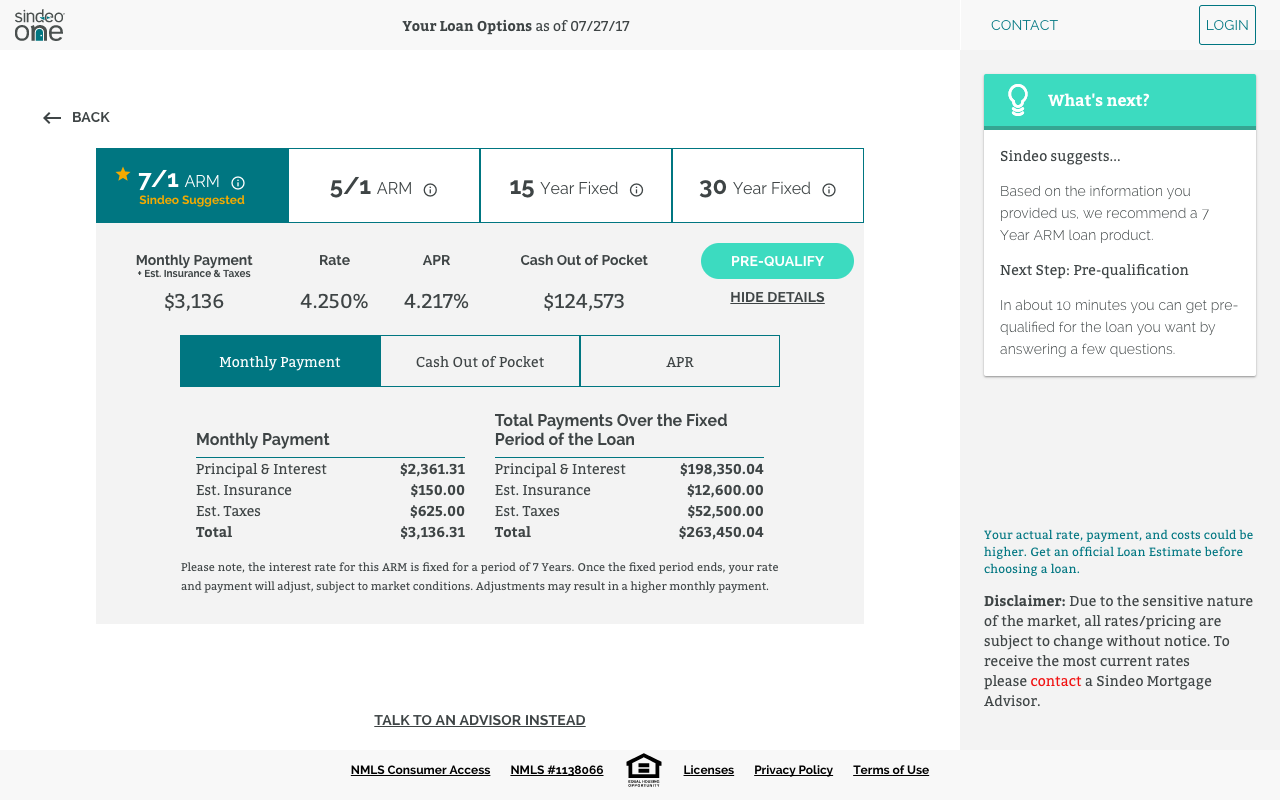 sindeo
one
Your Loan Options as of 07/27/17
CONTACT
LOGIN
BACK
7/1 ARM
Sindeo Suggested
5/1 ARM
15 Year Fixed
30 Year Fixed
Monthly Payment
+ Est. Insurance & Taxes
$3,136
Rate
4.250%
APR
4.217%
Cash Out of Pocket
$124,573
PRE-QUALIFY
HIDE DETAILS
Monthly Payment
Cash Out of Pocket
APR
Monthly Payment
Principal & Interest $2,361.31
Est. Insurance $150.00
Est. Taxes $625.00
Total $3,136.31
Total Payments Over the Fixed
Period of the Loan
Principal & Interest $198,350.04
Est. Insurance $12,600.00
Est. Taxes $52,500.00
Total $263,450.04
Please note, the interest rate for this ARM is fixed for a period of 7 Years. Once the fixed period ends, your rate
and payment will adjust, subject to market conditions. Adjustments may result in a higher monthly payment.
TALK TO AN ADVISOR INSTEAD
What's next?
Sindeo suggests...
Based on the information you
provided us, we recommend a 7
Year ARM loan product.
Next Step: Pre-qualification
In about 10 minutes you can get pre-
qualified for the loan you want by
answering a few questions.
Your actual rate, payment, and costs could be
higher. Get an official Loan Estimate before
choosing a loan.
Disclaimer: Due to the sensitive nature
of the market, all rates/pricing are
subject to change without notice. To
receive the most current rates
please contact a Sindeo Mortgage
Advisor.
NMLS Consumer Access
NMLS #1138066
EQUAL HOUSING
OPPORTUNITY
Licenses
Privacy Policy
Terms of Use